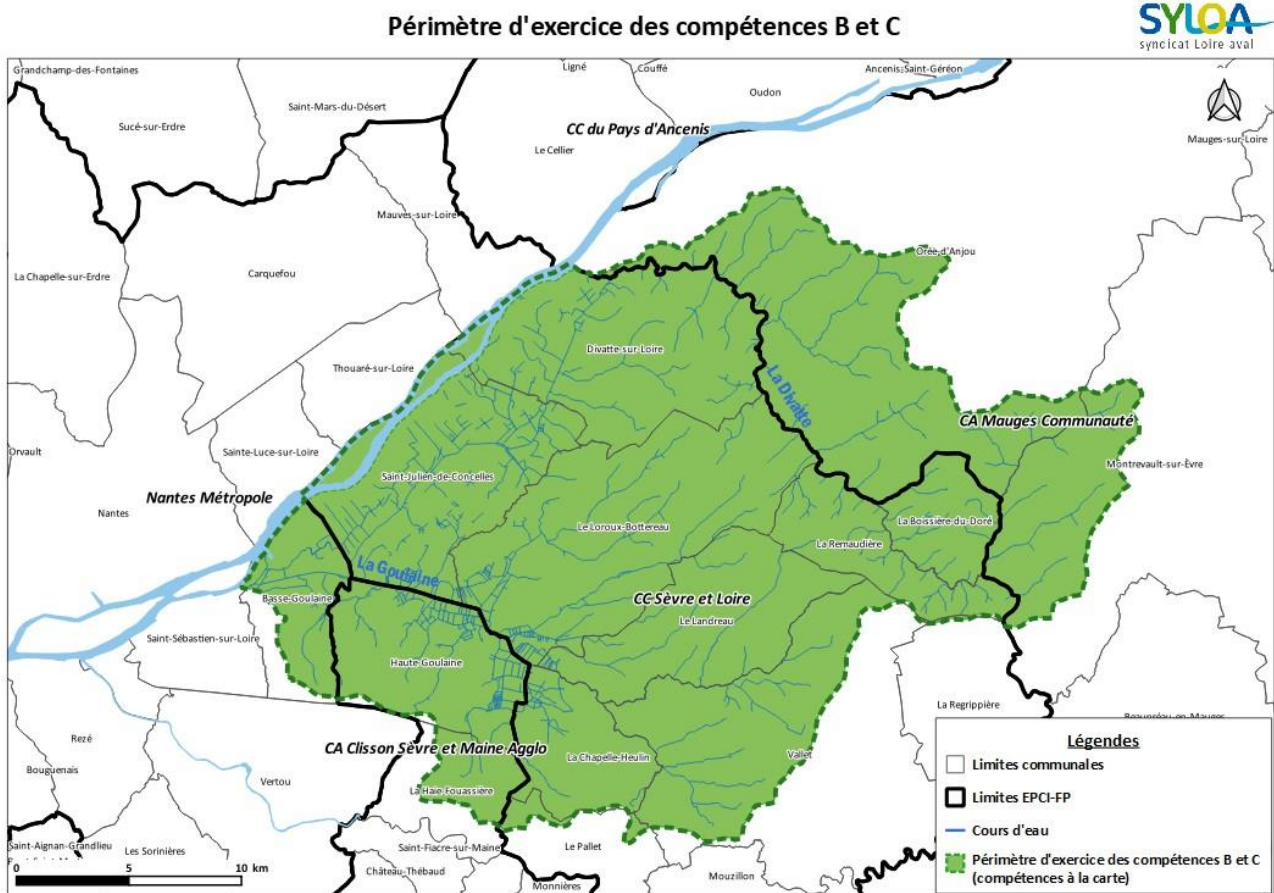 Périmètre d'exercice des compétences B et C
SYLOA
syndicat Loire aval
Grandchamp-des-Fontaines
Ligné
Couffé
Ancenis-Saint-Géréon
Oudon
Saint-Mars-du-Désert
Sucé-sur-Erdre
CC du Pays d'Ancenis
Mauges-sur-Loire
Le Cellier
Mauves-sur-Loire
Orée-d'Anjou
La Chapelle-sur-Erdre
Carquefou
Divatte-sur-Loire
Thouaré-sur-Loire
La Divatte
CA Mauges Communauté
Orvault
Sainte-Luce-sur-Loire
Montrevault-sur-Èvre
Saint-Julien-de-Concelles
Nantes Métropole
Nantes
Le Loroux-Bottereau
La Boissière-du-Doré
La Remaudière
La Goulaine
Basse-Goulaine
CC Sèvre et Loire
Le Landreau
Saint-Sébastien-sur-Loire
Haute-Goulaine
La Regrippière
Beaupréau-en-Mauges
Rezé
CA Clisson Sèvre et Maine Agglo
La Chapelle-Heulin
Vallet
Bouguenais
Vertou
La Haie-Fouassière
Saint-Aignan-Grandlieu
Les Sorinières
Saint-Fiacre-sur-Maine
Le Pallet
Château-Thébaud
Monnières
Mouzillon
0 5 10 km
Légendes
Limites communales
Limites EPCI-FP
Cours d'eau
Périmètre d'exercice des compétences B et C
(compétences à la carte)